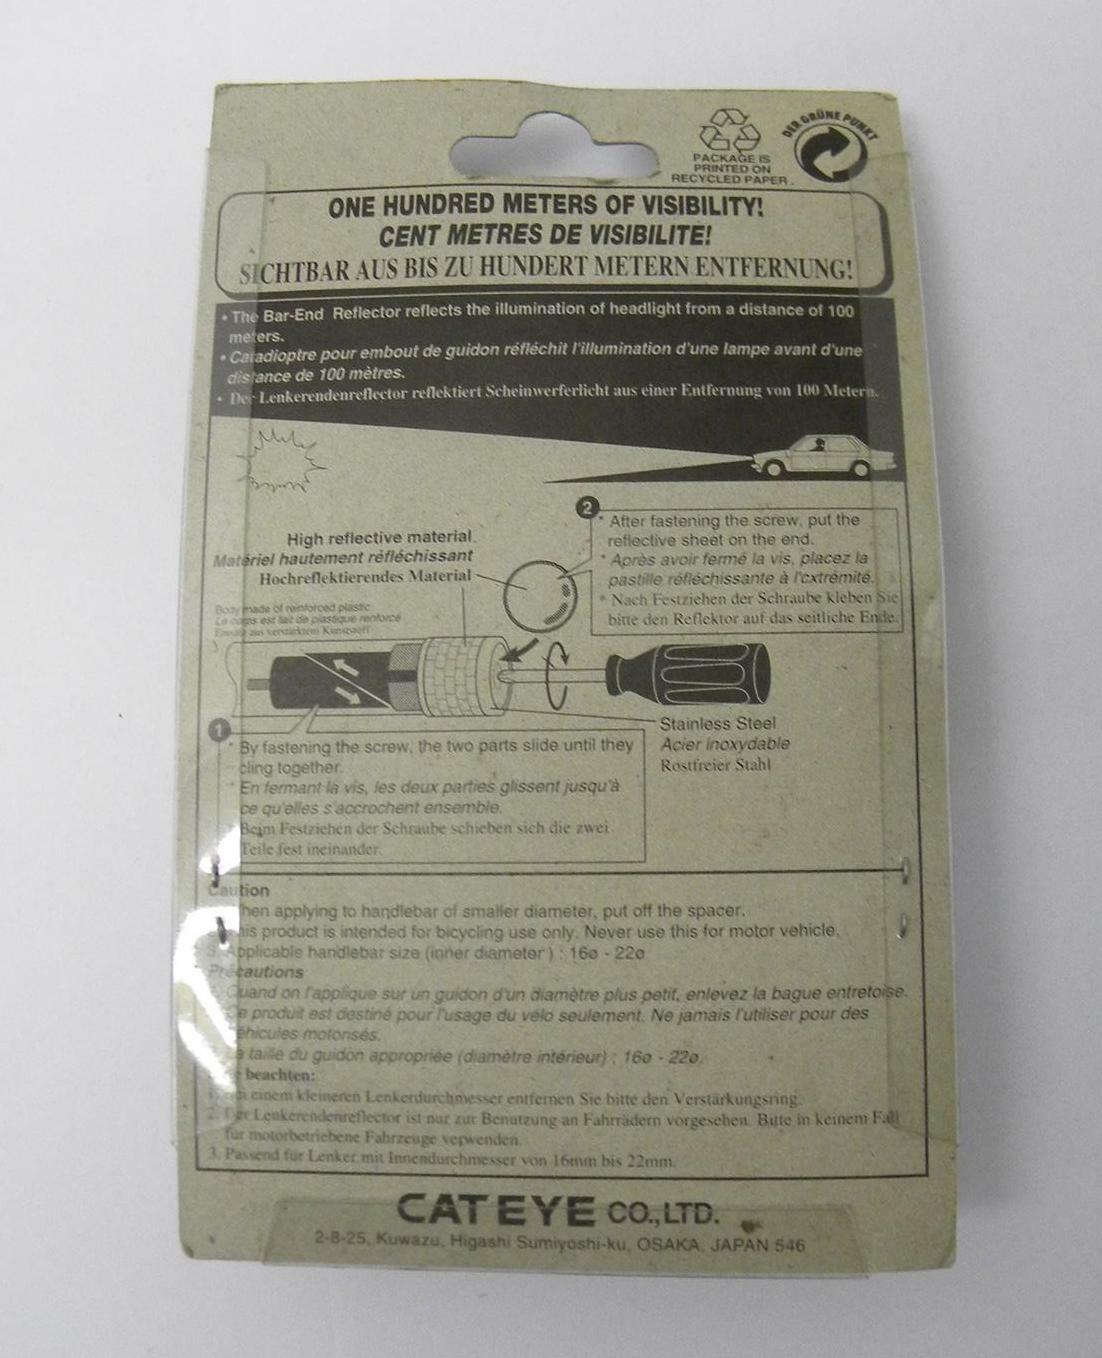 PACKAGE IS
PRINTED ON
RECYCLED PAPER.
DER GRÜNE PUNKT
ONE HUNDRED METERS OF VISIBILITY!
CENT METRES DE VISIBILITE!
SICHTBAR AUS BIS ZU HUNDERT METERN ENTFERNUNG!
• The Bar-End Reflector reflects the illumination of headlight from a distance of 100
meters.
• Catadioptre pour embout de guidon réfléchit l'illumination d'une lampe avant d'une
distance de 100 mètres.
• Der Lenkerendenreflector reflektiert Scheinwerferlicht aus einer Entfernung von 100 Metern.
2
* After fastening the screw, put the
reflective sheet on the end.
* Après avoir fermé la vis, placez la
pastille réfléchissante à l'extrémité.
* Nach Festziehen der Schraube kleben Sie
bitte den Reflektor auf das seitliche Ende.
High reflective material
Matériel hautement réfléchissant
Hochreflektierendes Material
Body made of reinforced plastic
Le corps est fait de plastique renforcé
aus verstärktem Kunststoff
Stainless Steel
Acier inoxydable
Rostfreier Stahl
1
* By fastening the screw, the two parts slide until they
cling together.
* En fermant la vis, les deux parties glissent jusqu'à
ce qu'elles s'accrochent ensemble.
Beim Festziehen der Schraube schieben sich die zwei
Teile fest ineinander.
Caution
when applying to handlebar of smaller diameter, put off the spacer.
This product is intended for bicycling use only. Never use this for motor vehicle.
3. Applicable handlebar size (inner diameter) : 16ø - 22ø
Précautions
Quand on l'applique sur un guidon d'un diamètre plus petit, enlevez la bague entretoise.
Ce produit est destiné pour l'usage du vélo seulement. Ne jamais l'utiliser pour des
véhicules motorisés.
La taille du guidon appropriée (diamètre intérieur) : 16ø - 22ø.
beachten:
1. einem kleineren Lenkerdurchmesser entfernen Sie bitte den Verstärkungsring.
2. Der Lenkerendenreflector ist nur zur Benutzung an Fahrrädern vorgesehen. Bitte in keinem Fall
für motorbetriebene Fahrzeuge verwenden.
3. Passend für Lenker mit Innendurchmesser von 16mm bis 22mm.
CAT EYE CO., LTD.
2-8-25, Kuwazu, Higashi Sumiyoshi-ku, OSAKA, JAPAN 546